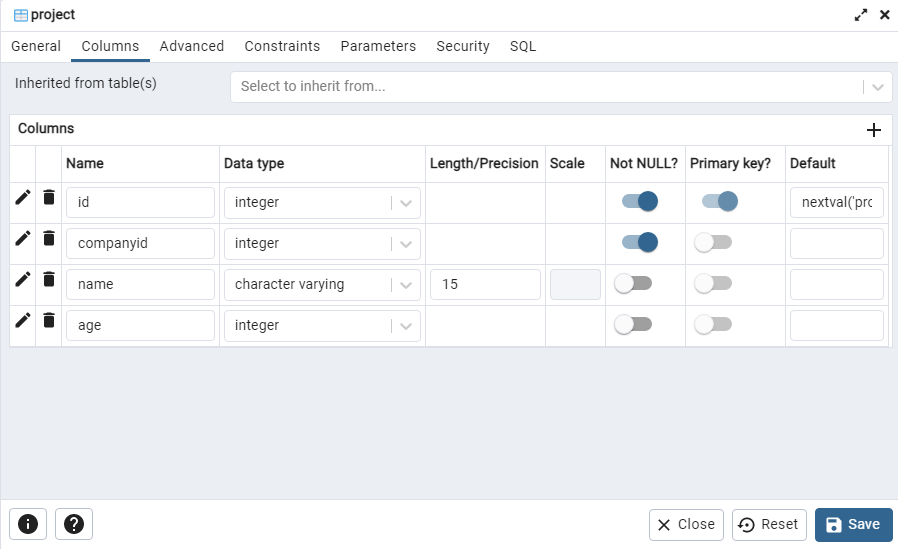 project
General Columns Advanced Constraints Parameters Security SQL
Inherited from table(s) Select to inherit from...
Columns
Name Data type Length/Precision Scale Not NULL? Primary key? Default
id integer nextval('prc
companyid integer
name character varying 15
age integer
Close Reset Save